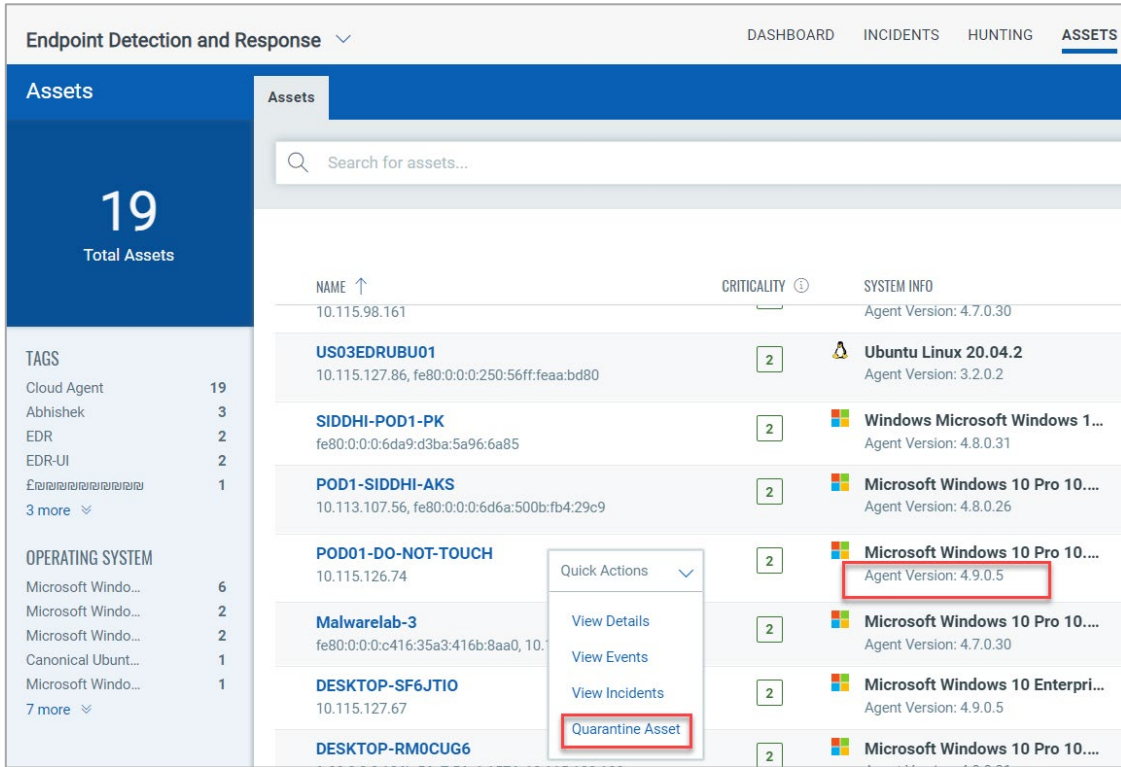 Endpoint Detection and Response
DASHBOARD INCIDENTS HUNTING ASSETS
Assets
Assets
Search for assets...
19
Total Assets
TAGS
Cloud Agent 19
Abhishek 3
EDR 2
EDR-UI 2
1
3 more
OPERATING SYSTEM
Microsoft Windo... 6
Microsoft Windo... 2
Microsoft Windo... 2
Canonical Ubunt... 1
Microsoft Windo... 1
7 more
NAME CRITICALITY SYSTEM INFO
10.115.98.161 Agent Version: 4.7.0.30
US03EDRUBU01 2 Ubuntu Linux 20.04.2
10.115.127.86, fe80:0:0:0:250:56ff:feaa:bd80 Agent Version: 3.2.0.2
SIDDHI-POD1-PK 2 Windows Microsoft Windows 1...
fe80:0:0:0:6da9:d3ba:5a96:6a85 Agent Version: 4.8.0.31
POD1-SIDDHI-AKS 2 Microsoft Windows 10 Pro 10....
10.113.107.56, fe80:0:0:0:6d6a:500b:fb4:29c9 Agent Version: 4.8.0.26
POD01-DO-NOT-TOUCH 2 Microsoft Windows 10 Pro 10....
10.115.126.74 Agent Version: 4.9.0.5
Quick Actions
View Details
View Events
View Incidents
Quarantine Asset
Malwarelab-3 2 Microsoft Windows 10 Pro 10....
fe80:0:0:0:c416:35a3:416b:8aa0, 10. Agent Version: 4.7.0.30
DESKTOP-SF6JTIO 2 Microsoft Windows 10 Enterpri...
10.115.127.67 Agent Version: 4.9.0.5
DESKTOP-RM0CUG6 2 Microsoft Windows 10 Pro 10....